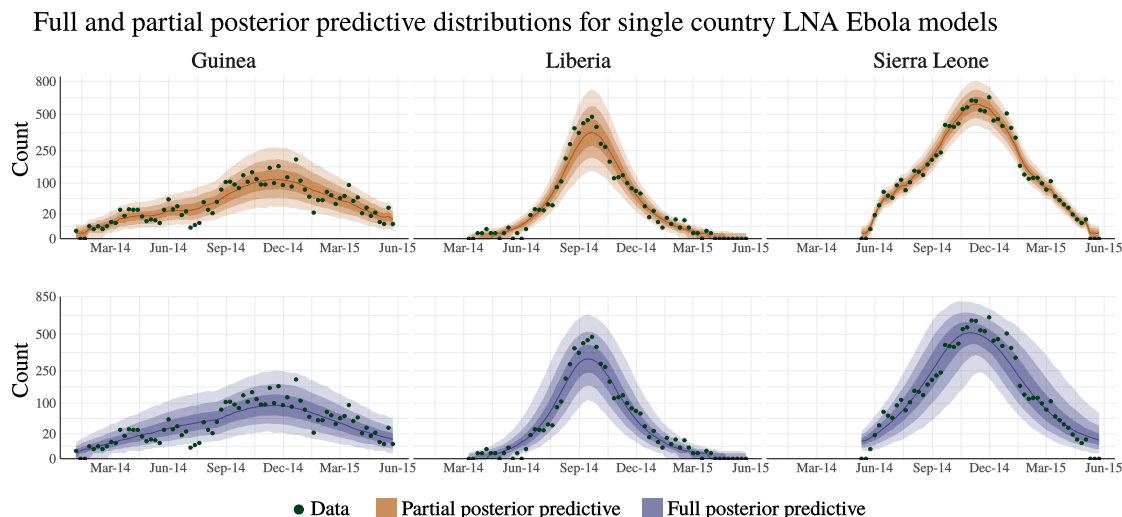 Full and partial posterior predictive distributions for single country LNA Ebola models
Guinea Liberia Sierra Leone
Count
800
500
250
100
20
0
Mar-14 Jun-14 Sep-14 Dec-14 Mar-15 Jun-15 Mar-14 Jun-14 Sep-14 Dec-14 Mar-15 Jun-15 Mar-14 Jun-14 Sep-14 Dec-14 Mar-15 Jun-15
Count
850
500
250
100
20
0
Mar-14 Jun-14 Sep-14 Dec-14 Mar-15 Jun-15 Mar-14 Jun-14 Sep-14 Dec-14 Mar-15 Jun-15 Mar-14 Jun-14 Sep-14 Dec-14 Mar-15 Jun-15
Data Partial posterior predictive Full posterior predictive